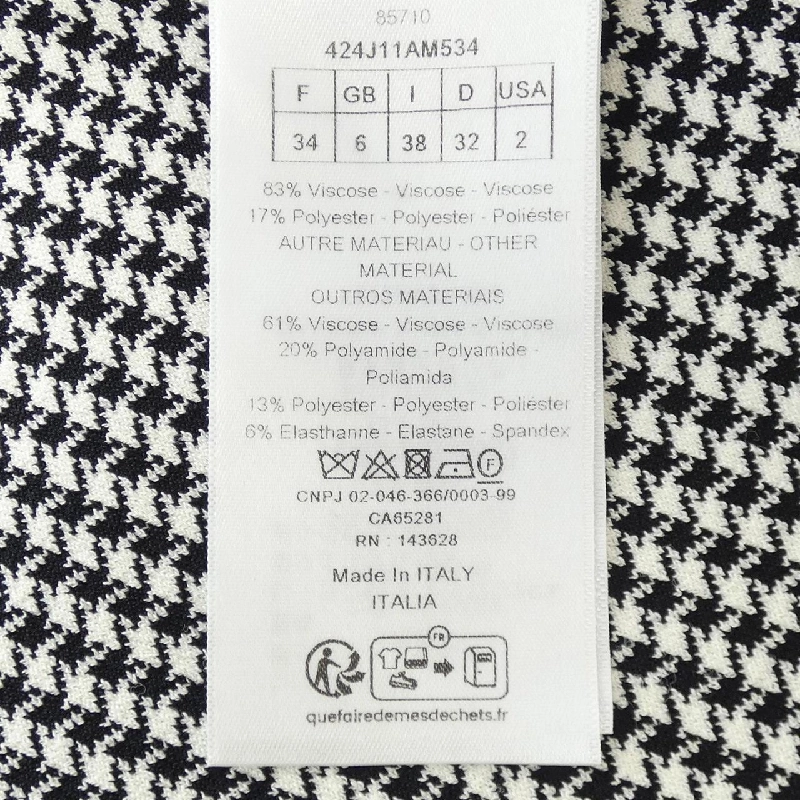 85710
424J11AM534
F GB I D USA
34 6 38 32 2
83% Viscose - Viscose - Viscose
17% Polyester - Polyester - Poliéster
AUTRE MATERIAU - OTHER
MATERIAL
OUTROS MATERIAIS
61% Viscose - Viscose - Viscose
20% Polyamide - Polyamide -
Poliamida
13% Polyester - Polyester - Poliéster
6% Elasthanne - Elastane - Spandex
F
CNPJ 02-046-366/0003-99
CA65281
RN : 143628
Made In ITALY
ITALIA
FR
quefairedemesdechets.fr